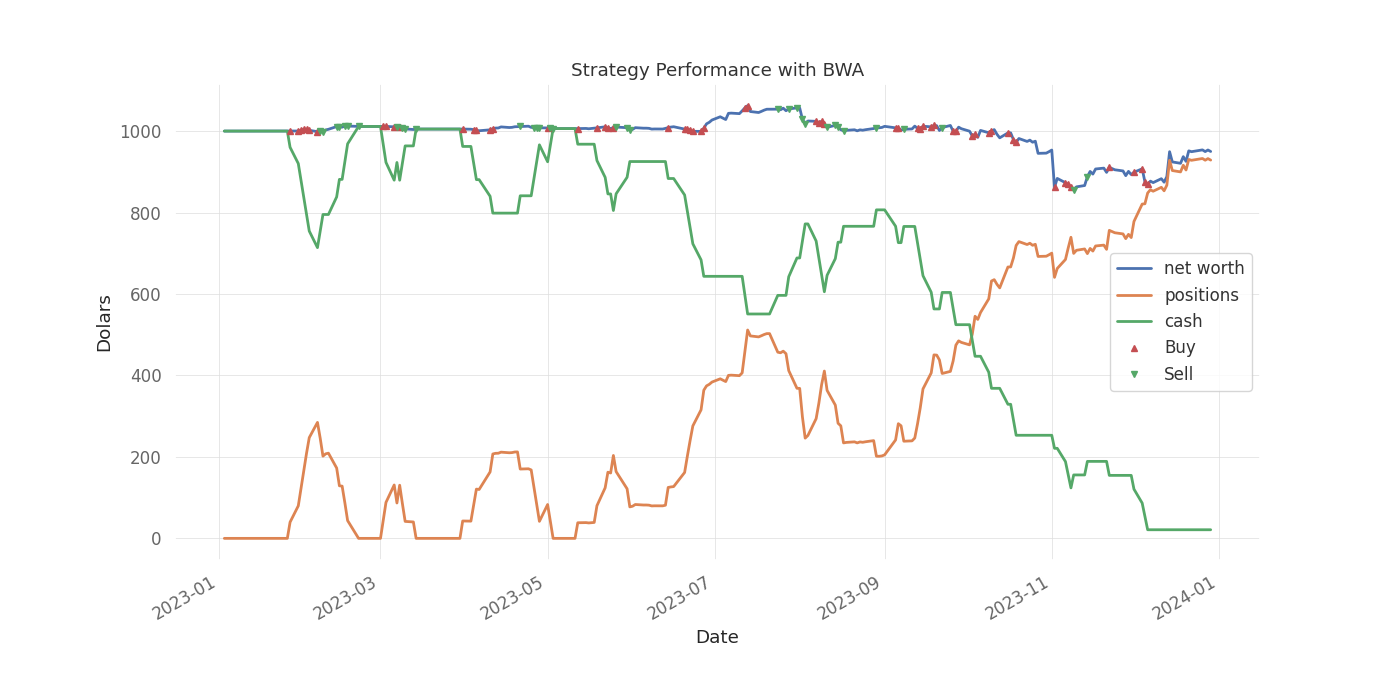 Strategy Performance with BWA
1000
800
600
400
200
0
Dolars
net worth
positions
cash
Buy
Sell
2023-01
2023-03
2023-05
2023-07
2023-09
2023-11
2024-01
Date